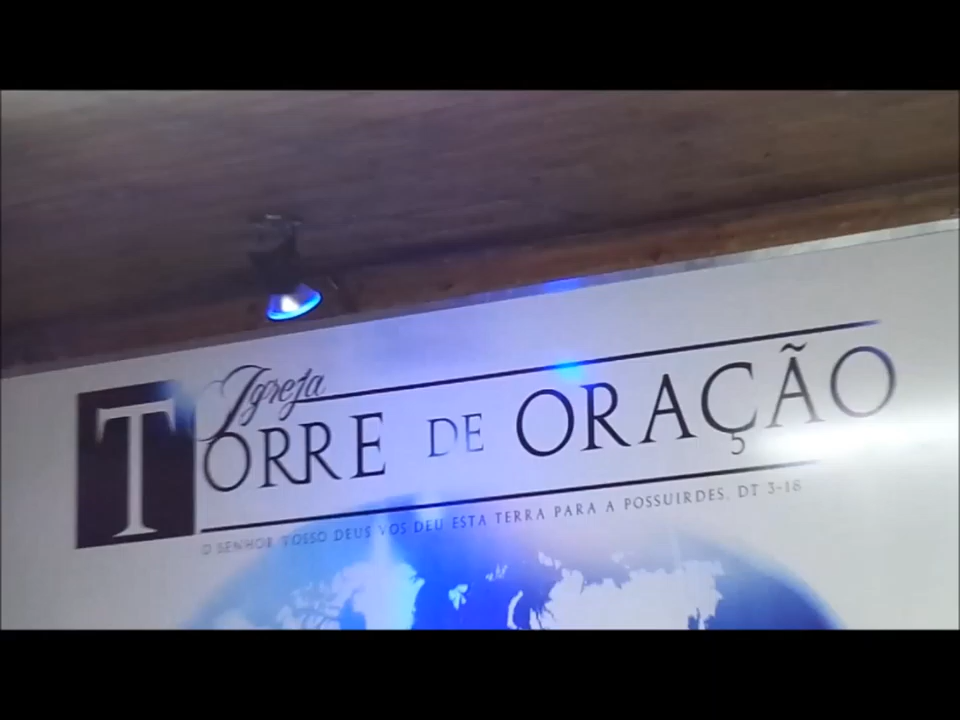 Igreja
TORRE DE ORAÇÃO
O SENHOR VOSSO DEUS VOS DEU ESTA TERRA PARA A POSSUIRDES, DT 3-18